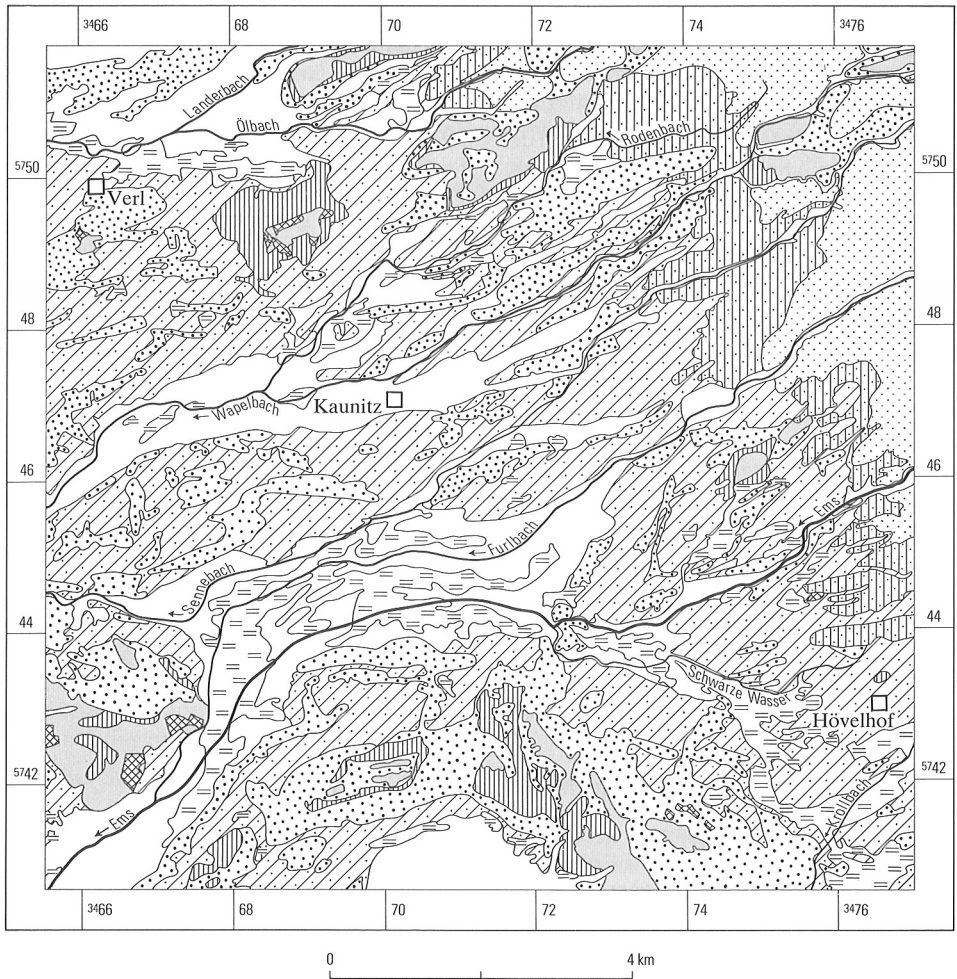 3466 68 70 72 74 3476
Landerbach
Ölbach
Rodenbach
5750 5750
Verl
48 48
Wapelbach
Kaunitz
46 46
Ems
Furlbach
Sennebach
44 44
Schwarze Wasser
Hövelhof
5742 5742
Ems
Krollbach
3466 68 70 72 74 3476
0 4 km